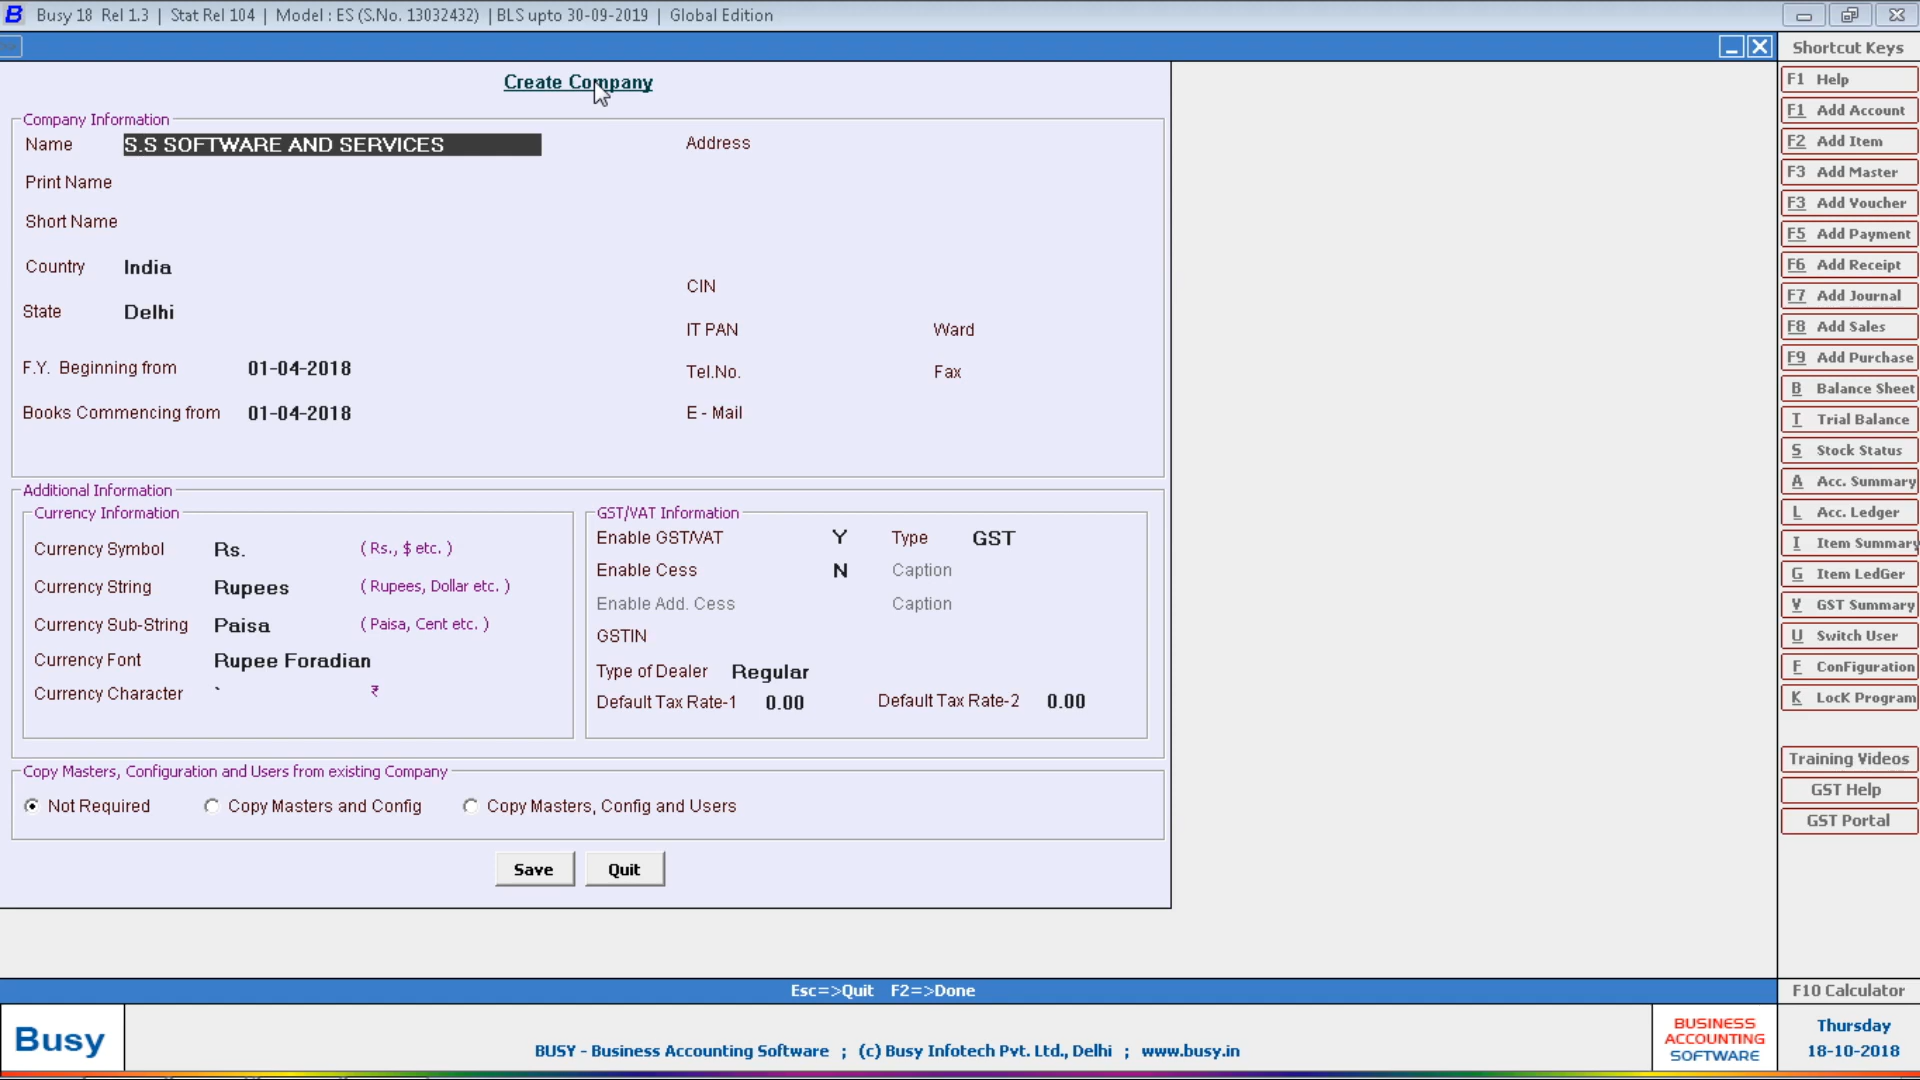 B Busy 18 Rel 1.3 | Stat Rel 104 | Model : ES (S.No. 13032432) | BLS upto 30-09-2019 | Global Edition
Create Company
Company Information
Name S.S SOFTWARE AND SERVICES Address
Print Name
Short Name
Country India
CIN
State Delhi
IT PAN Ward
F.Y. Beginning from 01-04-2018
Tel.No. Fax
Books Commencing from 01-04-2018 E - Mail
Additional Information
Currency Information
Currency Symbol Rs. ( Rs., $ etc. )
Currency String Rupees ( Rupees, Dollar etc. )
Currency Sub-String Paisa ( Paisa, Cent etc. )
Currency Font Rupee Foradian
Currency Character ` ₹
GST/VAT Information
Enable GST/VAT Y Type GST
Enable Cess N Caption
Enable Add. Cess Caption
GSTIN
Type of Dealer Regular
Default Tax Rate-1 0.00 Default Tax Rate-2 0.00
Copy Masters, Configuration and Users from existing Company
Not Required Copy Masters and Config Copy Masters, Config and Users
Save Quit
Shortcut Keys
F1 Help
F1 Add Account
F2 Add Item
F3 Add Master
F3 Add Voucher
F5 Add Payment
F6 Add Receipt
F7 Add Journal
F8 Add Sales
F9 Add Purchase
B Balance Sheet
T Trial Balance
S Stock Status
A Acc. Summary
L Acc. Ledger
I Item Summary
G Item LedGer
V GST Summary
U Switch User
F ConFiguration
K LocK Program
Training Videos
GST Help
GST Portal
Esc=>Quit F2=>Done
F10 Calculator
Busy
BUSY - Business Accounting Software ; (c) Busy Infotech Pvt. Ltd., Delhi ; www.busy.in
BUSINESS
ACCOUNTING
SOFTWARE
Thursday
18-10-2018